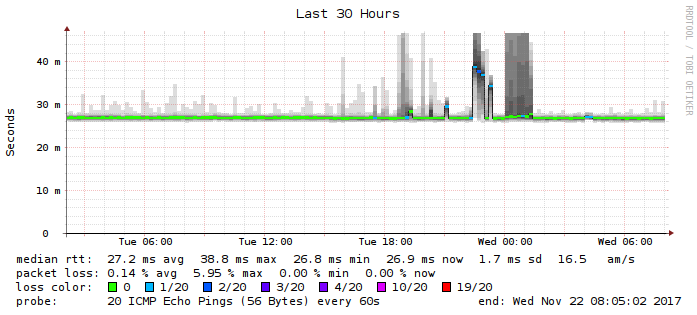 Last 30 Hours
RRDTOOL / TOBI OETIKER
Seconds
40 m
30 m
20 m
10 m
0
Tue 06:00 Tue 12:00 Tue 18:00 Wed 00:00 Wed 06:00
median rtt: 27.2 ms avg 38.8 ms max 26.8 ms min 26.9 ms now 1.7 ms sd 16.5 am/s
packet loss: 0.14 % avg 5.95 % max 0.00 % min 0.00 % now
loss color: 0 1/20 2/20 3/20 4/20 10/20 19/20
probe: 20 ICMP Echo Pings (56 Bytes) every 60s end: Wed Nov 22 08:05:02 2017